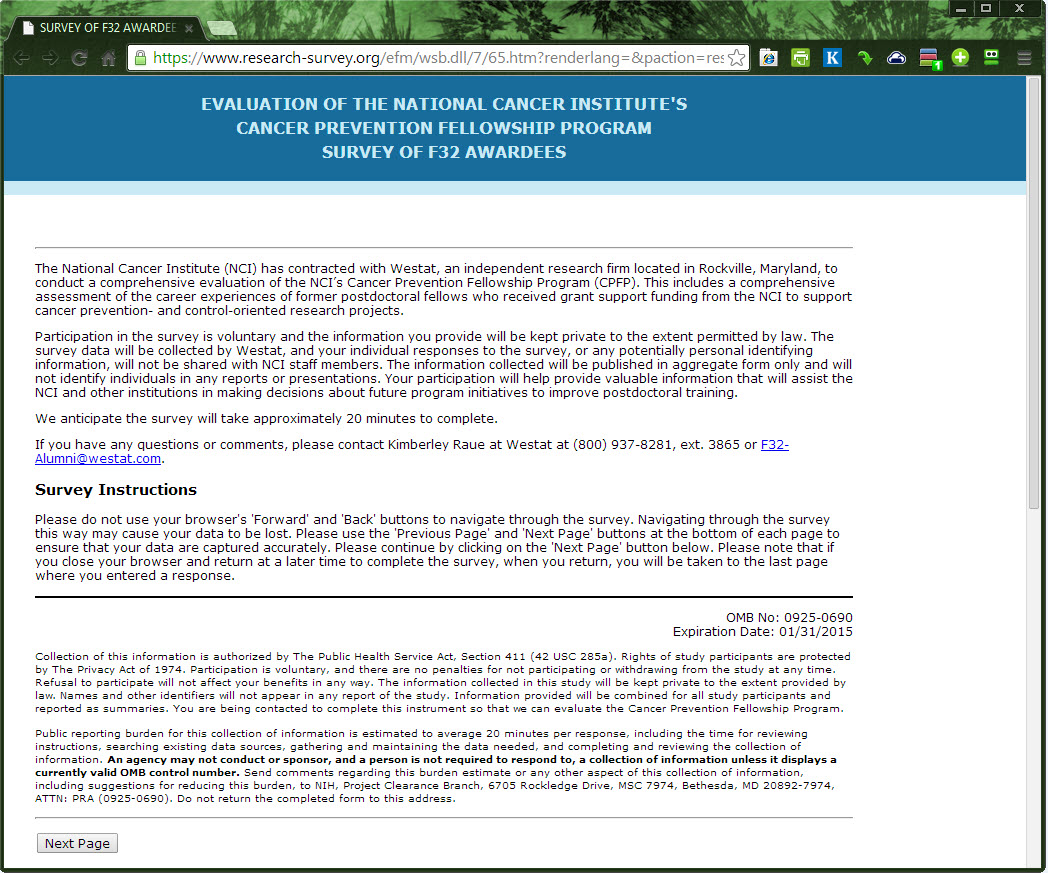 SURVEY OF F32 AWARDEE
https://www.research-survey.org/efm/wsb.dll/7/65.htm?renderlang=&paction=res
K
1
EVALUATION OF THE NATIONAL CANCER INSTITUTE'S
CANCER PREVENTION FELLOWSHIP PROGRAM
SURVEY OF F32 AWARDEES
The National Cancer Institute (NCI) has contracted with Westat, an independent research firm located in Rockville, Maryland, to
conduct a comprehensive evaluation of the NCI's Cancer Prevention Fellowship Program (CPFP). This includes a comprehensive
assessment of the career experiences of former postdoctoral fellows who received grant support funding from the NCI to support
cancer prevention- and control-oriented research projects.
Participation in the survey is voluntary and the information you provide will be kept private to the extent permitted by law. The
survey data will be collected by Westat, and your individual responses to the survey, or any potentially personal identifying
information, will not be shared with NCI staff members. The information collected will be published in aggregate form only and will
not identify individuals in any reports or presentations. Your participation will help provide valuable information that will assist the
NCI and other institutions in making decisions about future program initiatives to improve postdoctoral training.
We anticipate the survey will take approximately 20 minutes to complete.
If you have any questions or comments, please contact Kimberley Raue at Westat at (800) 937-8281, ext. 3865 or F32-
Alumni@westat.com.
Survey Instructions
Please do not use your browser's 'Forward' and 'Back' buttons to navigate through the survey. Navigating through the survey
this way may cause your data to be lost. Please use the 'Previous Page' and 'Next Page' buttons at the bottom of each page to
ensure that your data are captured accurately. Please continue by clicking on the 'Next Page' button below. Please note that if
you close your browser and return at a later time to complete the survey, when you return, you will be taken to the last page
where you entered a response.
OMB No: 0925-0690
Expiration Date: 01/31/2015
Collection of this information is authorized by The Public Health Service Act, Section 411 (42 USC 285a). Rights of study participants are protected
by The Privacy Act of 1974. Participation is voluntary, and there are no penalties for not participating or withdrawing from the study at any time.
Refusal to participate will not affect your benefits in any way. The information collected in this study will be kept private to the extent provided by
law. Names and other identifiers will not appear in any report of the study. Information provided will be combined for all study participants and
reported as summaries. You are being contacted to complete this instrument so that we can evaluate the Cancer Prevention Fellowship Program.
Public reporting burden for this collection of information is estimated to average 20 minutes per response, including the time for reviewing
instructions, searching existing data sources, gathering and maintaining the data needed, and completing and reviewing the collection of
information. An agency may not conduct or sponsor, and a person is not required to respond to, a collection of information unless it displays a
currently valid OMB control number. Send comments regarding this burden estimate or any other aspect of this collection of information,
including suggestions for reducing this burden, to NIH, Project Clearance Branch, 6705 Rockledge Drive, MSC 7974, Bethesda, MD 20892-7974,
ATTN: PRA (0925-0690). Do not return the completed form to this address.
Next Page